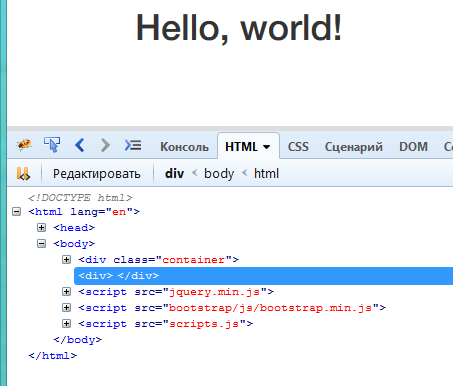 Hello, world!
Консоль HTML CSS Сценарий DOM
Редактировать div < body < html
<!DOCTYPE html>
<html lang="en">
<head>
<body>
<div class="container">
<div> </div>
<script src="jquery.min.js">
<script src="bootstrap/js/bootstrap.min.js">
<script src="scripts.js">
</body>
</html>